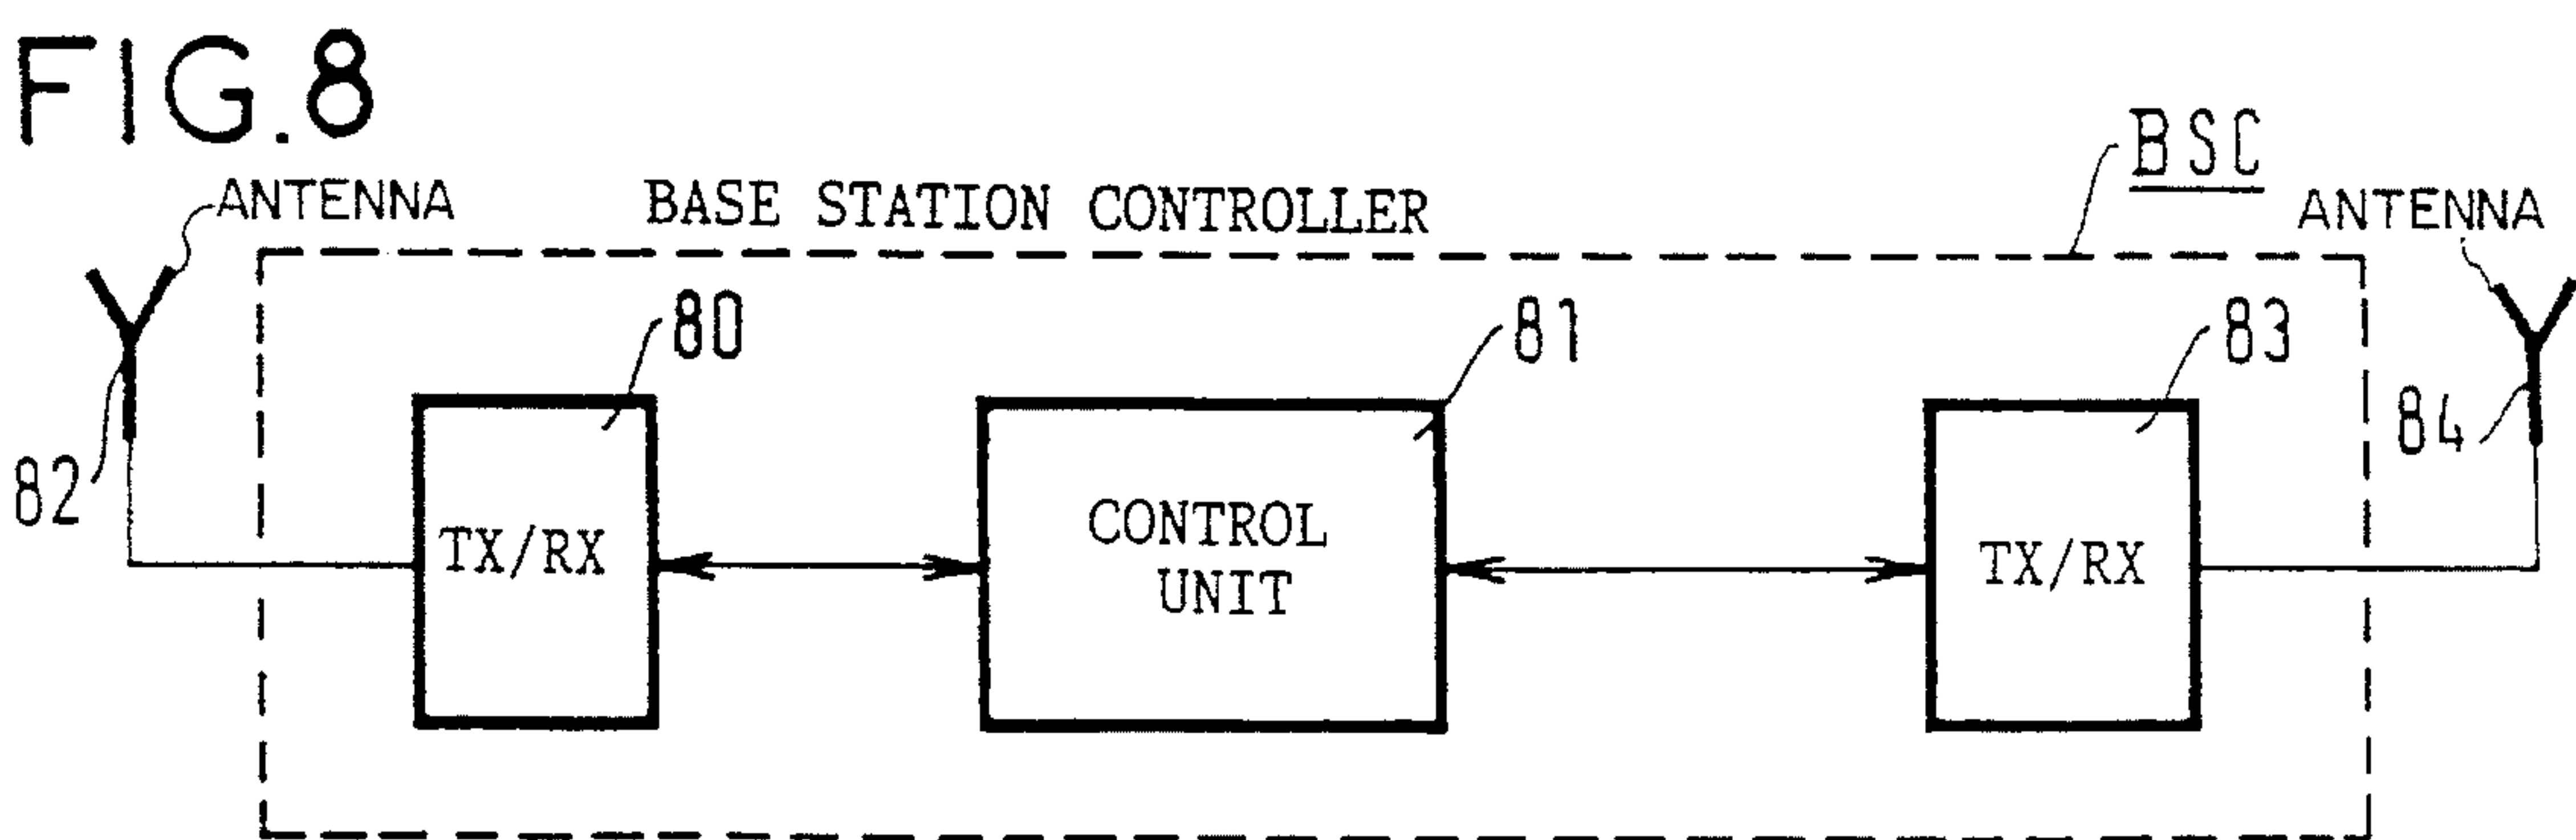 FIG.8
BSC
ANTENNA
BASE STATION CONTROLLER
ANTENNA
80
81
83
82
84
TX/RX
CONTROL
UNIT
TX/RX